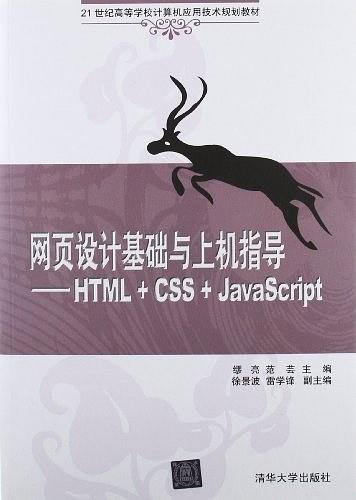 21世纪高等学校计算机应用技术规划教材
网页设计基础与上机指导
——HTML + CSS + JavaScript
缪 亮 范 芸 主 编
徐景波 雷学锋 副主编
清华大学出版社